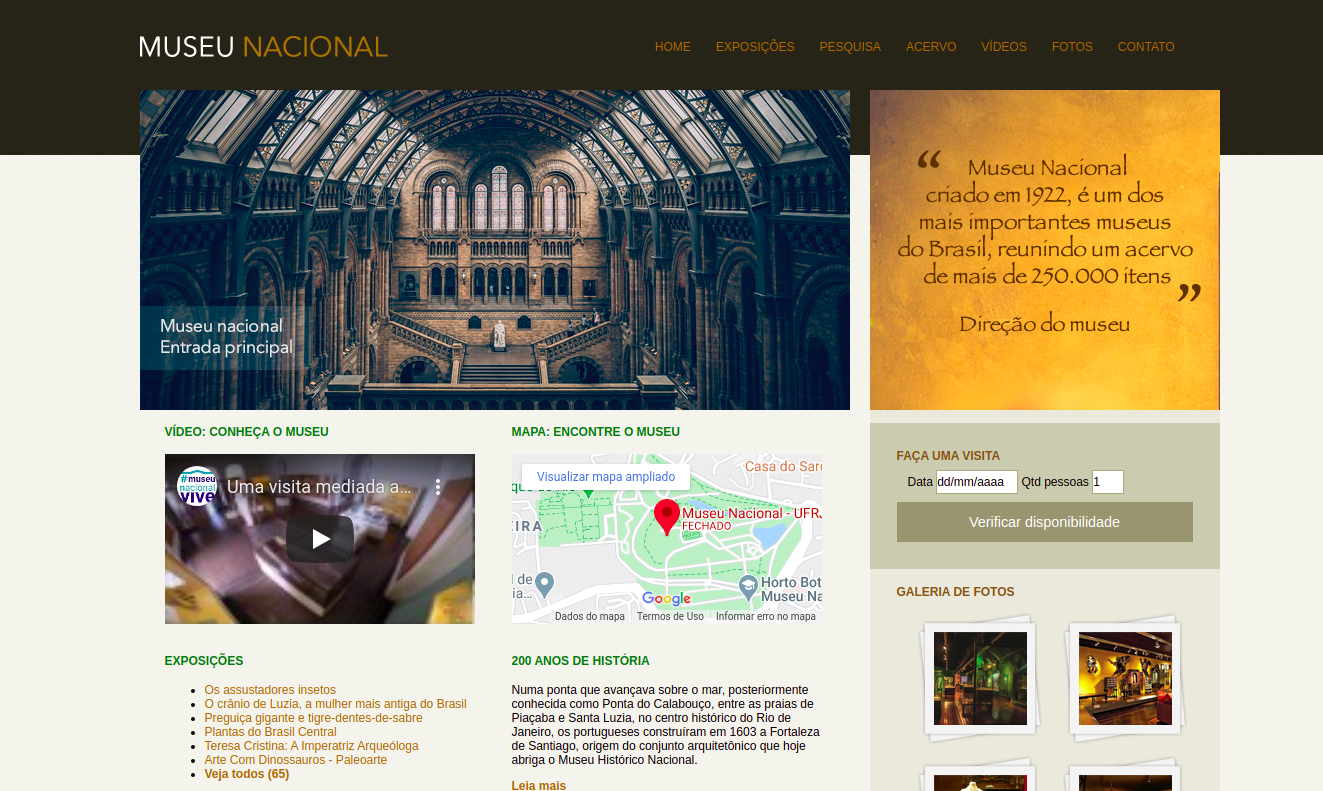 MUSEU NACIONAL
HOME EXPOSIÇÕES PESQUISA ACERVO VÍDEOS FOTOS CONTATO
Museu nacional
Entrada principal
“ Museu Nacional
criado em 1922, é um dos
mais importantes museus
do Brasil, reunindo um acervo
de mais de 250.000 itens ”
Direção do museu
VÍDEO: CONHEÇA O MUSEU
#museu
nacional
vive
Uma visita mediada a...
MAPA: ENCONTRE O MUSEU
Visualizar mapa ampliado
Casa do Sar
que
EIRA
Museu Nacional - UFRJ
FECHADO
l de
ia...
Horto Bot
Museu Na
Google
Dados do mapa Termos de Uso Informar erro no mapa
FAÇA UMA VISITA
Data dd/mm/aaaa Qtd pessoas 1
Verificar disponibilidade
GALERIA DE FOTOS
EXPOSIÇÕES
Os assustadores insetos
O crânio de Luzia, a mulher mais antiga do Brasil
Preguiça gigante e tigre-dentes-de-sabre
Plantas do Brasil Central
Teresa Cristina: A Imperatriz Arqueóloga
Arte Com Dinossauros - Paleoarte
Veja todos (65)
200 ANOS DE HISTÓRIA
Numa ponta que avançava sobre o mar, posteriormente
conhecida como Ponta do Calabouço, entre as praias de
Piaçaba e Santa Luzia, no centro histórico do Rio de
Janeiro, os portugueses construíram em 1603 a Fortaleza
de Santiago, origem do conjunto arquitetônico que hoje
abriga o Museu Histórico Nacional.
Leia mais